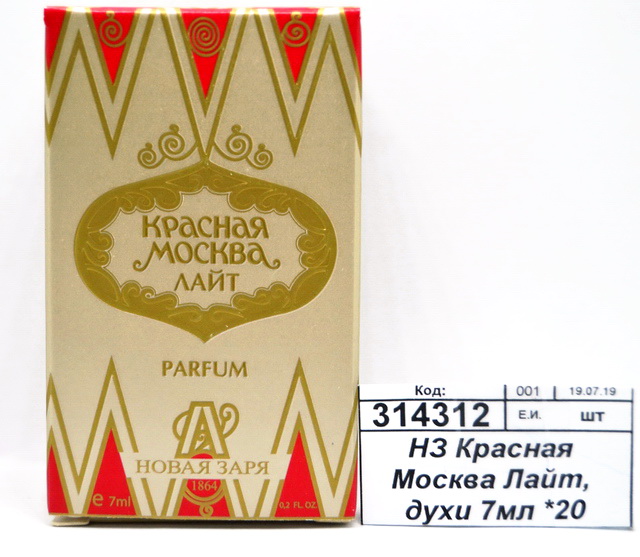 КРАСНАЯ
МОСКВА
ЛАЙТ
PARFUM
НОВАЯ ЗАРЯ
1864
e 7ml
0,2 FL. OZ.
Код: 001 19.07.19
314312 Е.И. шт
НЗ Красная
Москва Лайт,
духи 7мл *20